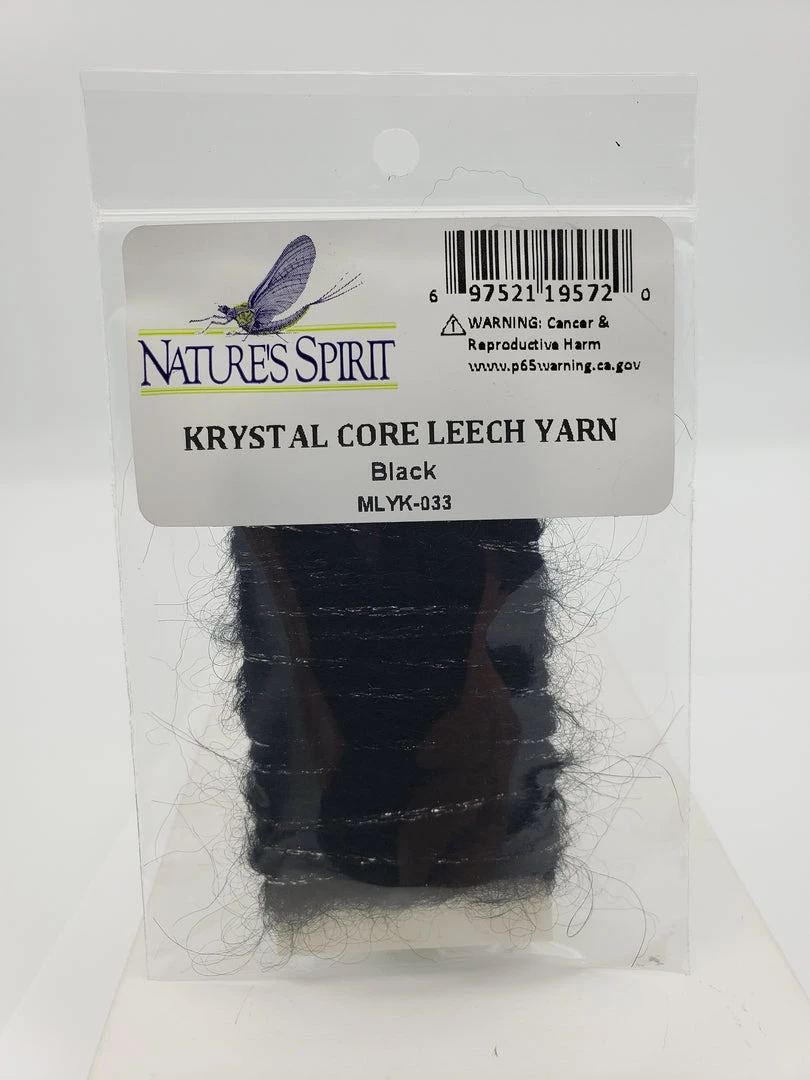 NATURE'S SPIRIT
6 97521 19572 0
WARNING: Cancer &
Reproductive Harm
www.p65warning.ca.gov
KRYSTAL CORE LEECH YARN
Black
MLYK-033